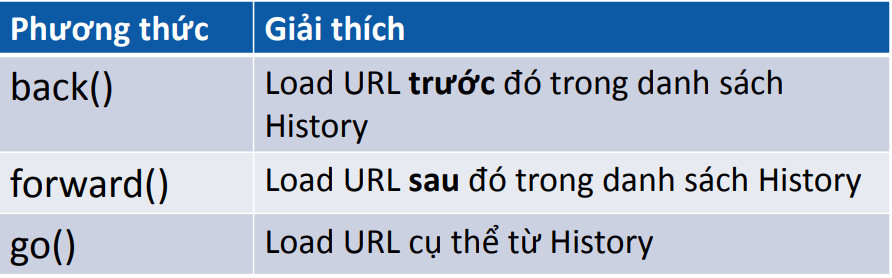 Phương thức
Giải thích
back()
Load URL trước đó trong danh sách
History
forward()
Load URL sau đó trong danh sách History
go()
Load URL cụ thể từ History